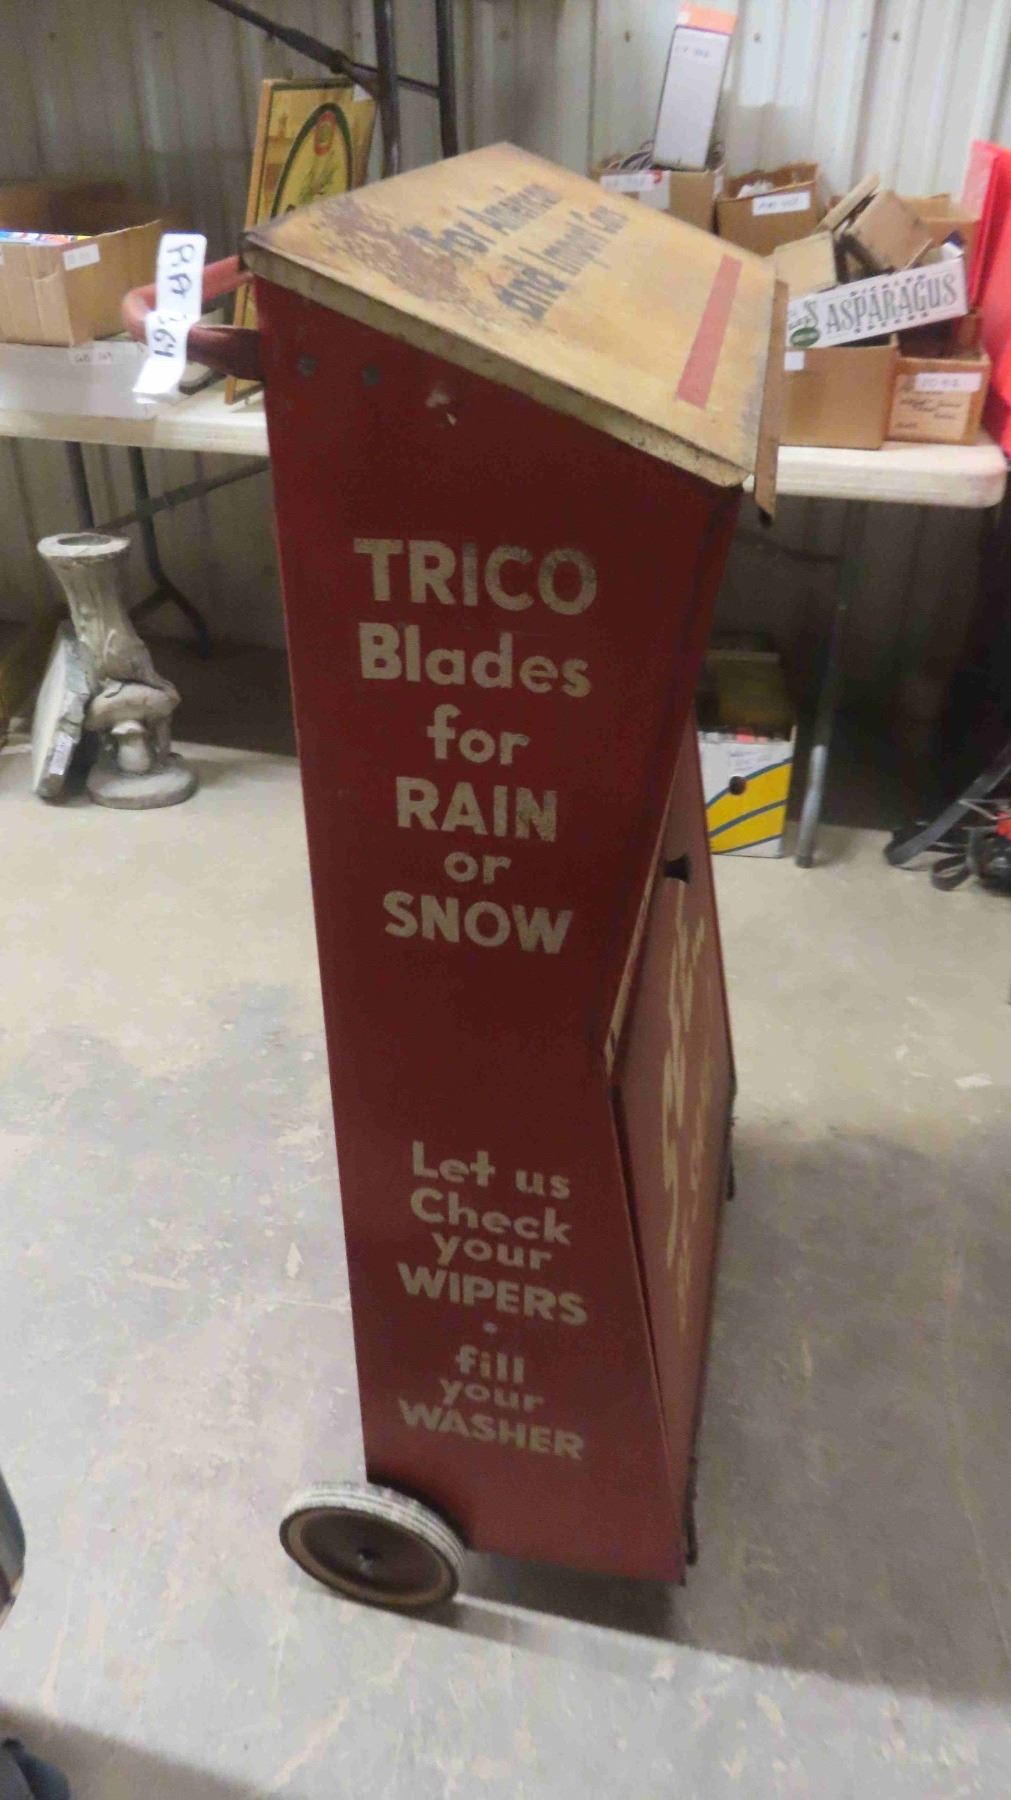 For American
and Import Cars
TRICO
Blades
for
RAIN
or
SNOW
Let us
Check
your
WIPERS
fill
your
WASHER
ASPARAGUS